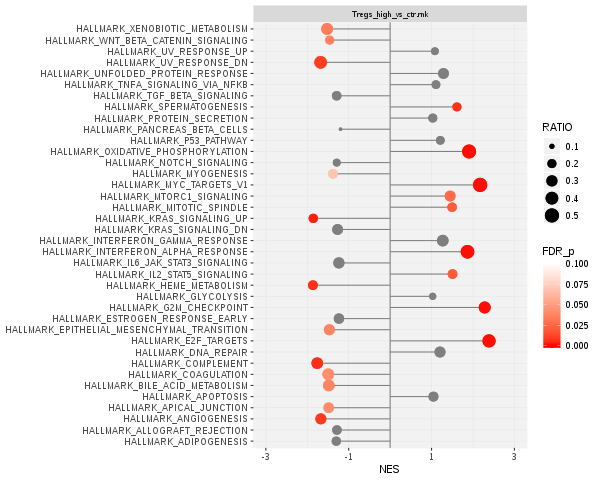 Tregs_high_vs_ctr.rnk
HALLMARK_XENOBIOTIC_METABOLISM
HALLMARK_WNT_BETA_CATENIN_SIGNALING
HALLMARK_UV_RESPONSE_UP
HALLMARK_UV_RESPONSE_DN
HALLMARK_UNFOLDED_PROTEIN_RESPONSE
HALLMARK_TNFA_SIGNALING_VIA_NFKB
HALLMARK_TGF_BETA_SIGNALING
HALLMARK_SPERMATOGENESIS
HALLMARK_PROTEIN_SECRETION
HALLMARK_PANCREAS_BETA_CELLS
HALLMARK_P53_PATHWAY
HALLMARK_OXIDATIVE_PHOSPHORYLATION
HALLMARK_NOTCH_SIGNALING
HALLMARK_MYOGENESIS
HALLMARK_MYC_TARGETS_V1
HALLMARK_MTORC1_SIGNALING
HALLMARK_MITOTIC_SPINDLE
HALLMARK_KRAS_SIGNALING_UP
HALLMARK_KRAS_SIGNALING_DN
HALLMARK_INTERFERON_GAMMA_RESPONSE
HALLMARK_INTERFERON_ALPHA_RESPONSE
HALLMARK_IL6_JAK_STAT3_SIGNALING
HALLMARK_IL2_STAT5_SIGNALING
HALLMARK_HEME_METABOLISM
HALLMARK_GLYCOLYSIS
HALLMARK_G2M_CHECKPOINT
HALLMARK_ESTROGEN_RESPONSE_EARLY
HALLMARK_EPITHELIAL_MESENCHYMAL_TRANSITION
HALLMARK_E2F_TARGETS
HALLMARK_DNA_REPAIR
HALLMARK_COMPLEMENT
HALLMARK_COAGULATION
HALLMARK_BILE_ACID_METABOLISM
HALLMARK_APOPTOSIS
HALLMARK_APICAL_JUNCTION
HALLMARK_ANGIOGENESIS
HALLMARK_ALLOGRAFT_REJECTION
HALLMARK_ADIPOGENESIS
-3 -1 1 3
NES
RATIO
0.1
0.2
0.3
0.4
0.5
FDR_p
0.100
0.075
0.050
0.025
0.000